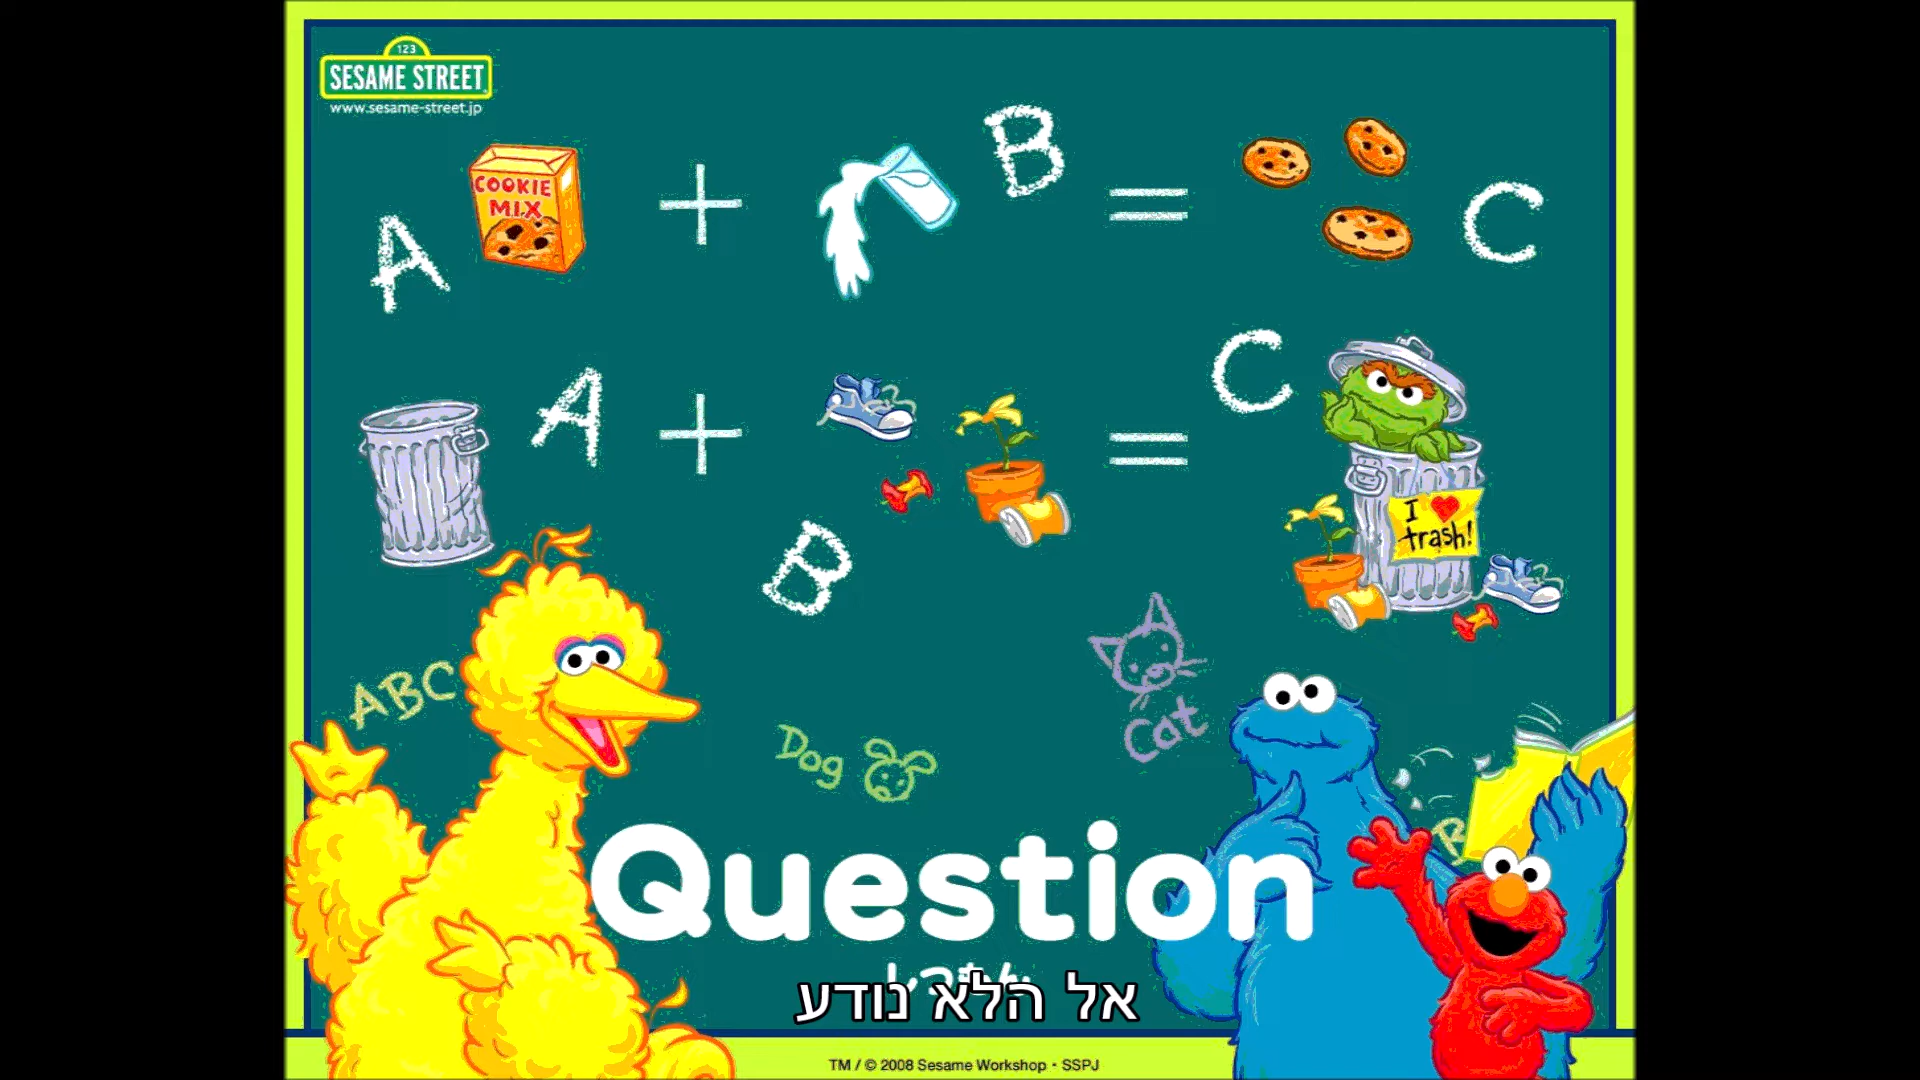 123
SESAME STREET
www.sesame-street.jp
A
COOKIE
MIX
+
B
=
C
A
+
B
=
C
I ♥
trash!
ABC
Dog
Cat
B
Question
אל הלא נודע
TM / © 2008 Sesame Workshop・SSPJ